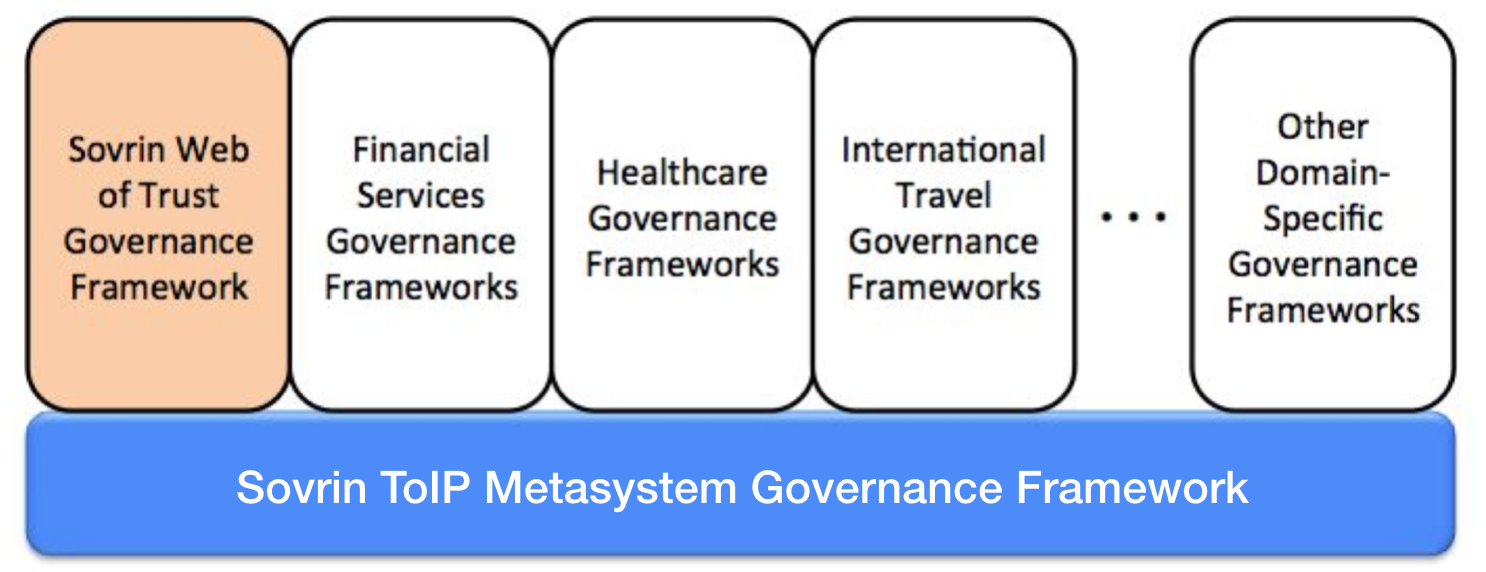 Sovrin Web
of Trust
Governance
Framework
Financial
Services
Governance
Frameworks
Healthcare
Governance
Frameworks
International
Travel
Governance
Frameworks
...
Other
Domain-
Specific
Governance
Frameworks
Sovrin ToIP Metasystem Governance Framework